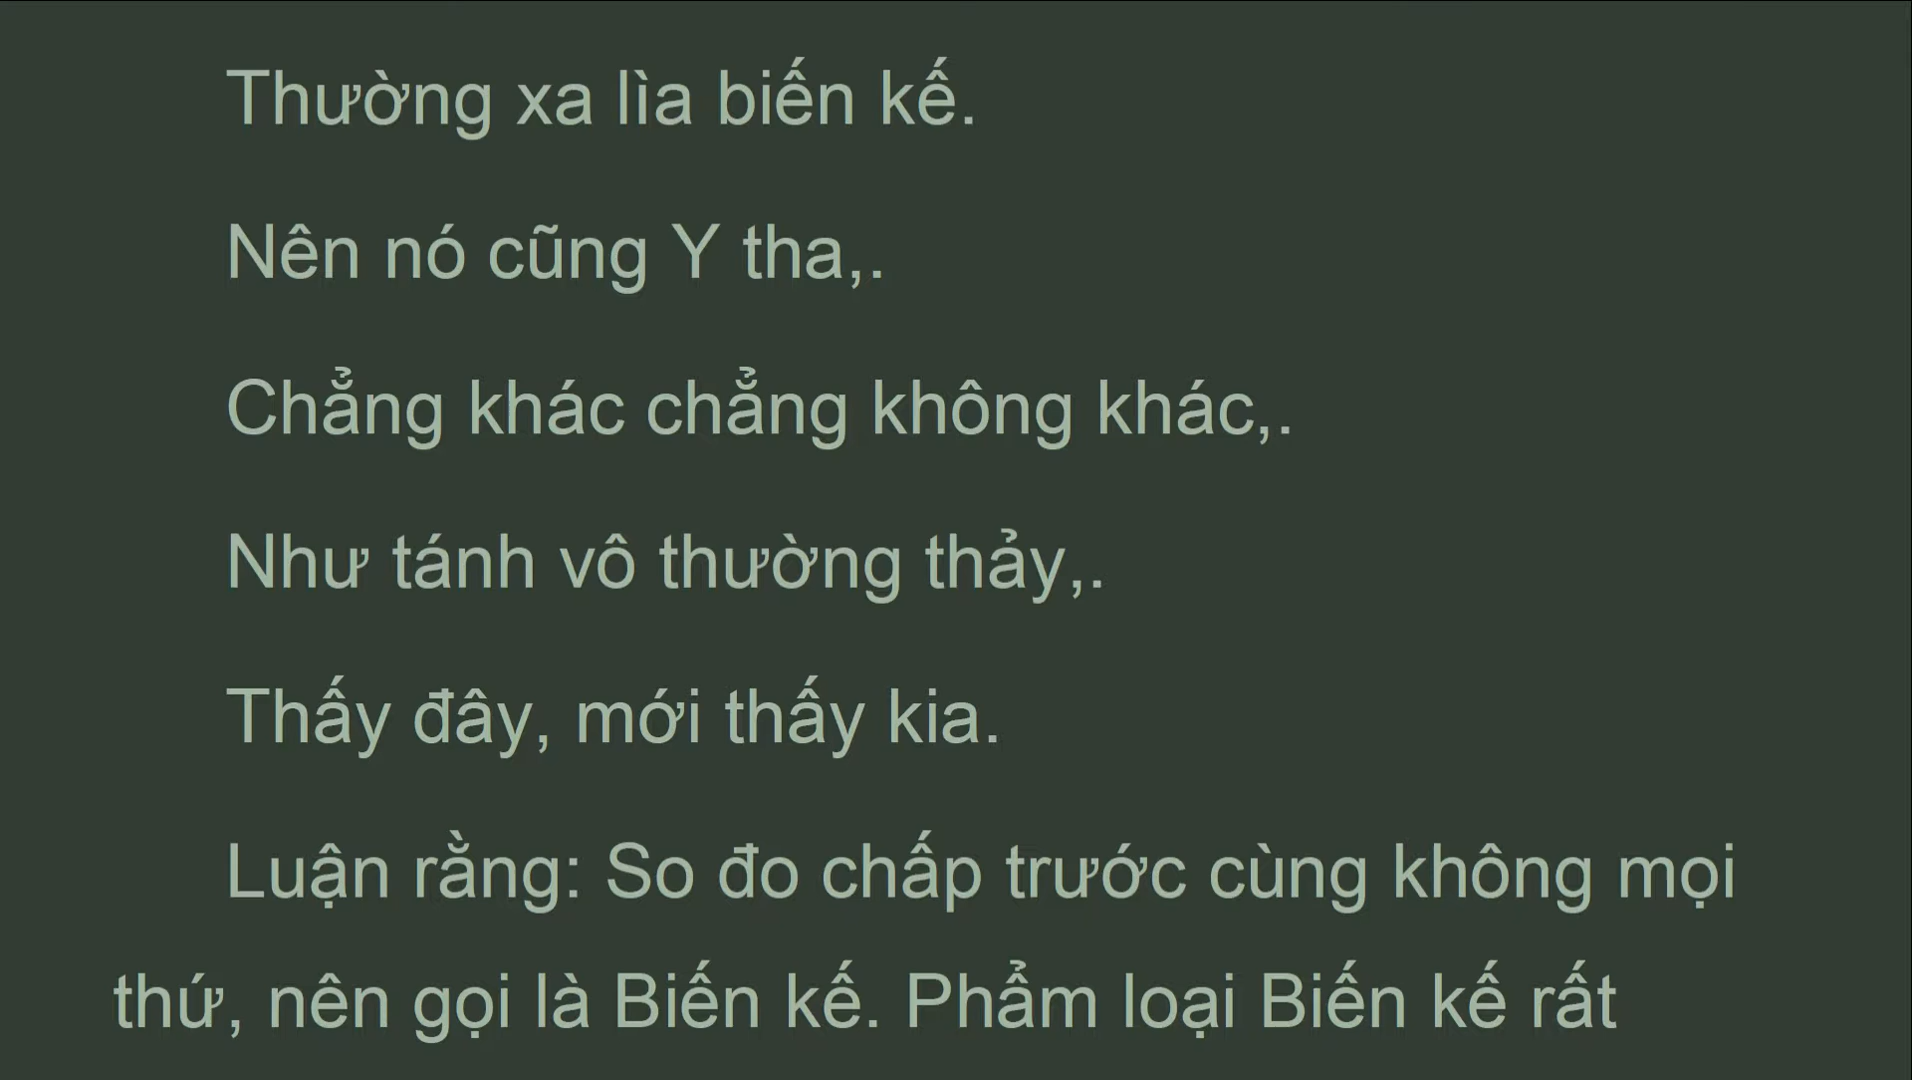 Thường xa lìa biến kế.
Nên nó cũng Y tha,.
Chẳng khác chẳng không khác,.
Như tánh vô thường thảy,.
Thấy đây, mới thấy kia.
Luận rằng: So đo chấp trước cùng không mọi
thứ, nên gọi là Biến kế. Phẩm loại Biến kế rất